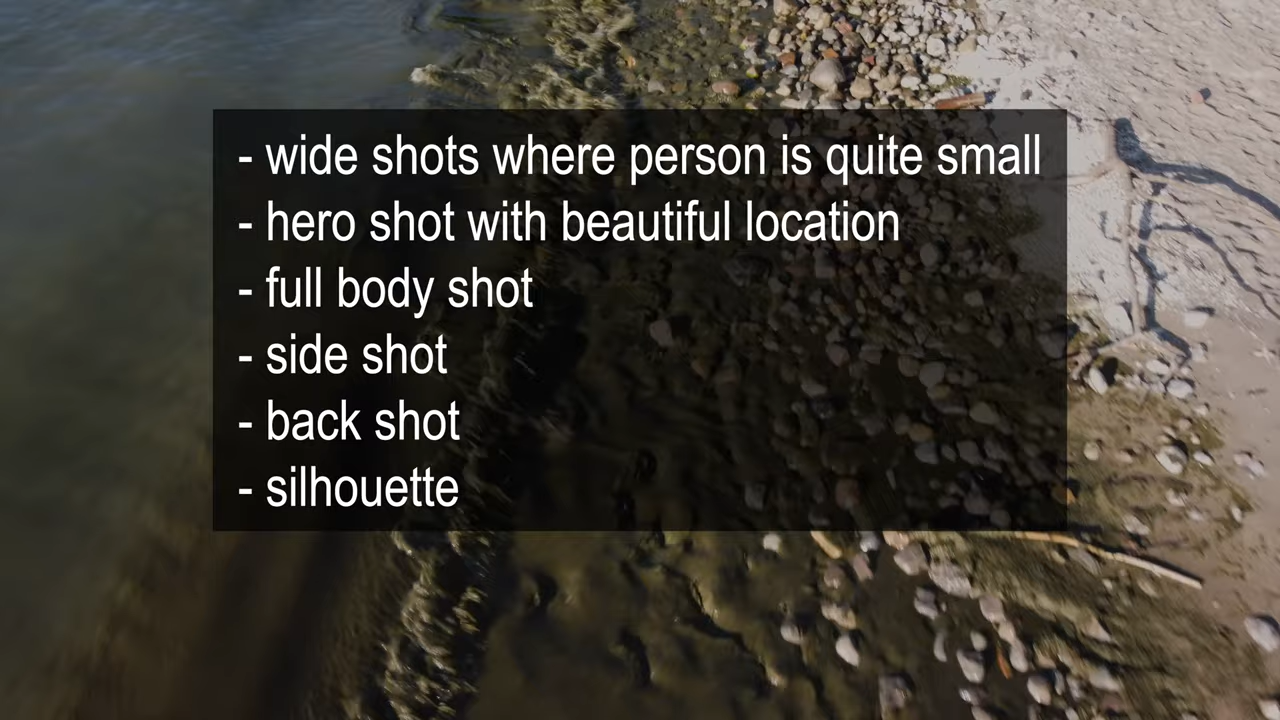 - wide shots where person is quite small
- hero shot with beautiful location
- full body shot
- side shot
- back shot
- silhouette